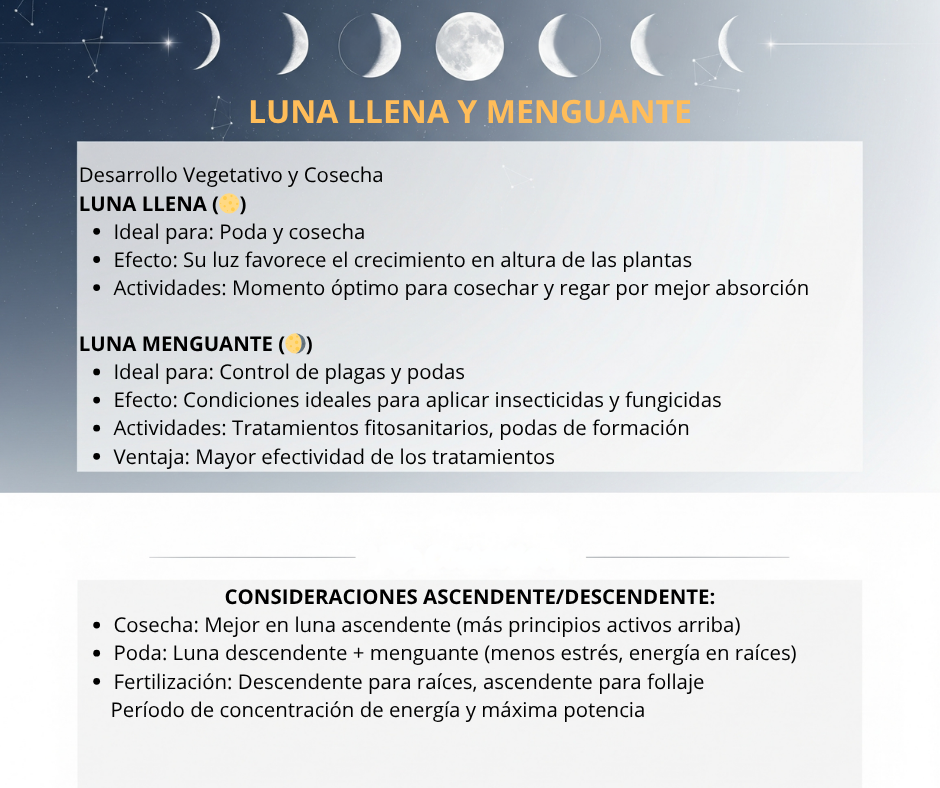 LUNA LLENA Y MENGUANTE
Desarrollo Vegetativo y Cosecha
LUNA LLENA (🌕)
• Ideal para: Poda y cosecha
• Efecto: Su luz favorece el crecimiento en altura de las plantas
• Actividades: Momento óptimo para cosechar y regar por mejor absorción
LUNA MENGUANTE (🌖)
• Ideal para: Control de plagas y podas
• Efecto: Condiciones ideales para aplicar insecticidas y fungicidas
• Actividades: Tratamientos fitosanitarios, podas de formación
• Ventaja: Mayor efectividad de los tratamientos
CONSIDERACIONES ASCENDENTE/DESCENDENTE:
• Cosecha: Mejor en luna ascendente (más principios activos arriba)
• Poda: Luna descendente + menguante (menos estrés, energía en raíces)
• Fertilización: Descendente para raíces, ascendente para follaje
Período de concentración de energía y máxima potencia